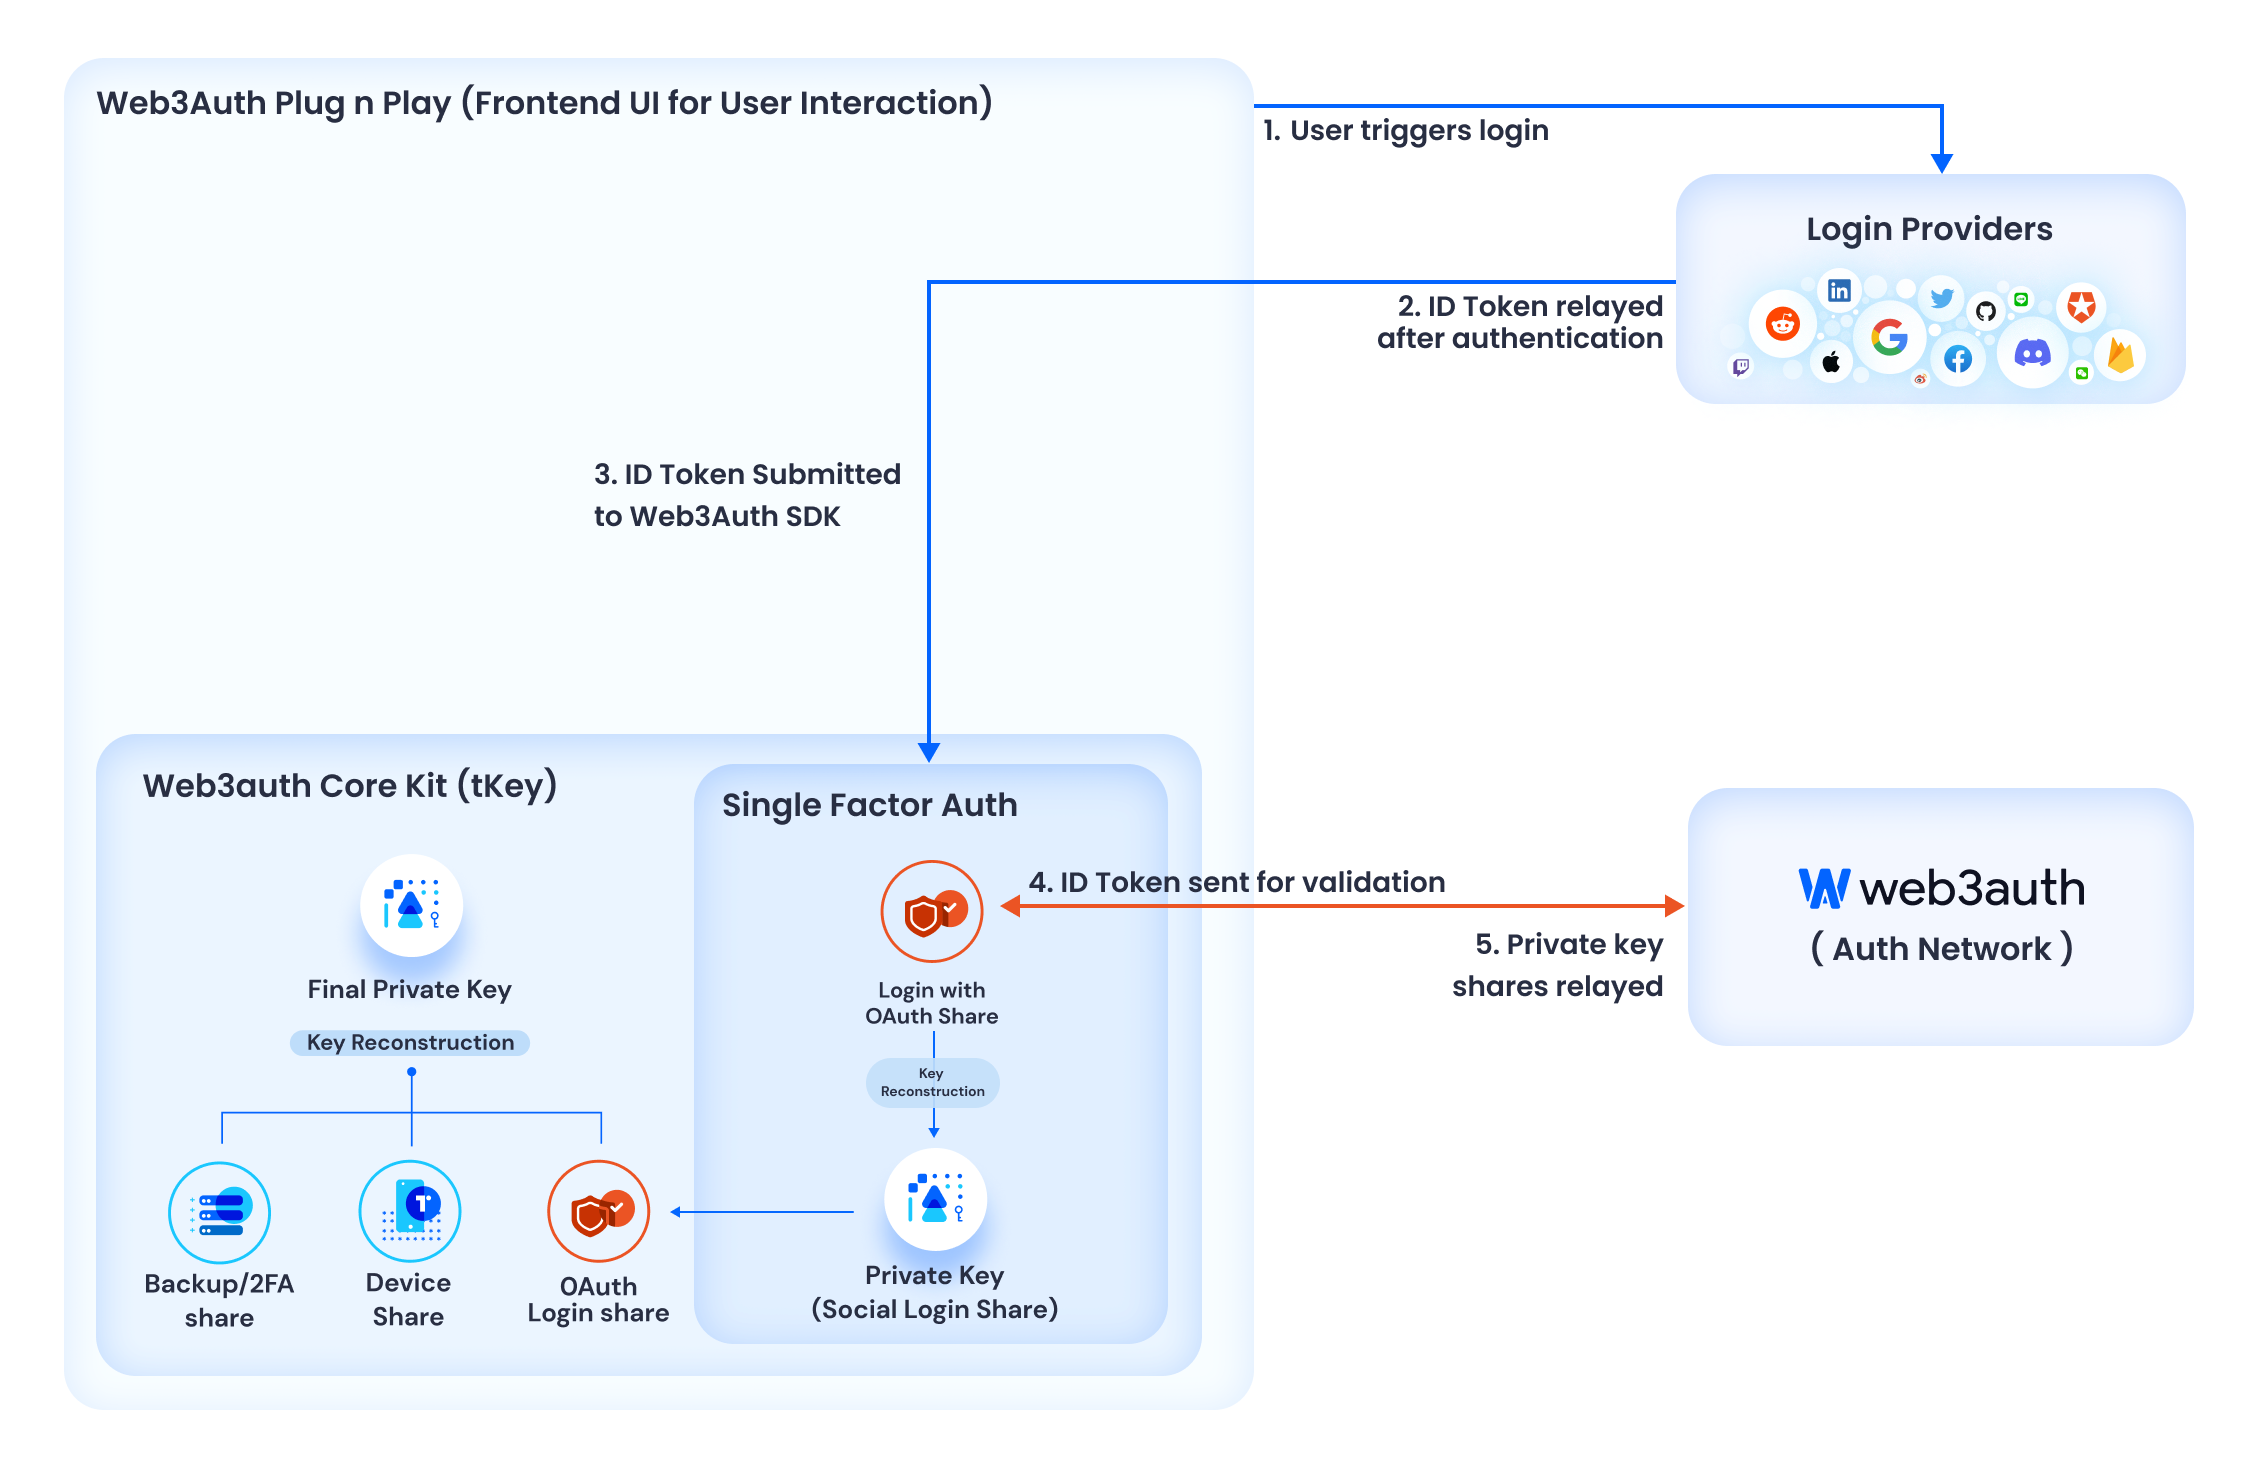 Web3Auth Plug n Play (Frontend UI for User Interaction)
1. User triggers login
Login Providers
in
2. ID Token relayed
after authentication
3. ID Token Submitted
to Web3Auth SDK
Web3auth Core Kit (tKey)
Single Factor Auth
4. ID Token sent for validation
web3auth
( Auth Network )
5. Private key
shares relayed
Final Private Key
Key Reconstruction
Login with
OAuth Share
Key
Reconstruction
Backup/2FA
share
Device
Share
OAuth
Login share
Private Key
(Social Login Share)